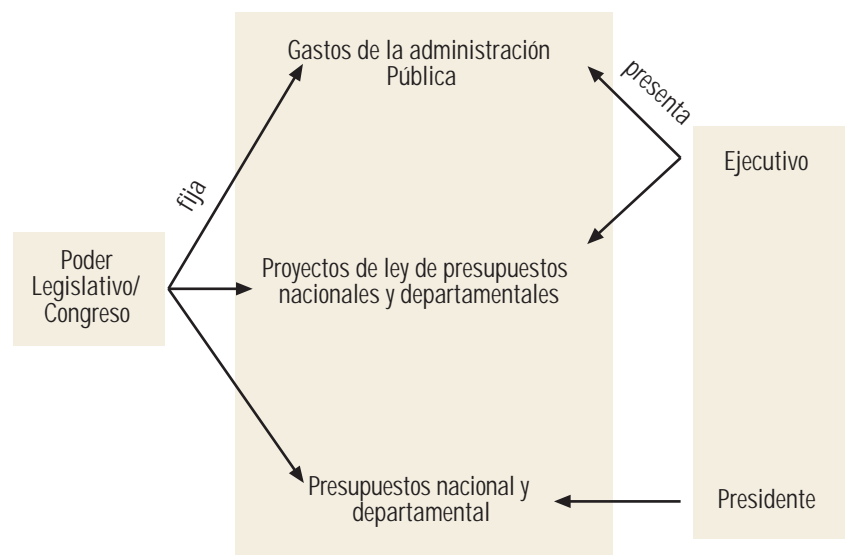 Gastos de la administración
Pública
presenta
Ejecutivo
fija
Poder
Legislativo/
Congreso
Proyectos de ley de presupuestos
nacionales y departamentales
Presupuestos nacional y
departamental
Presidente